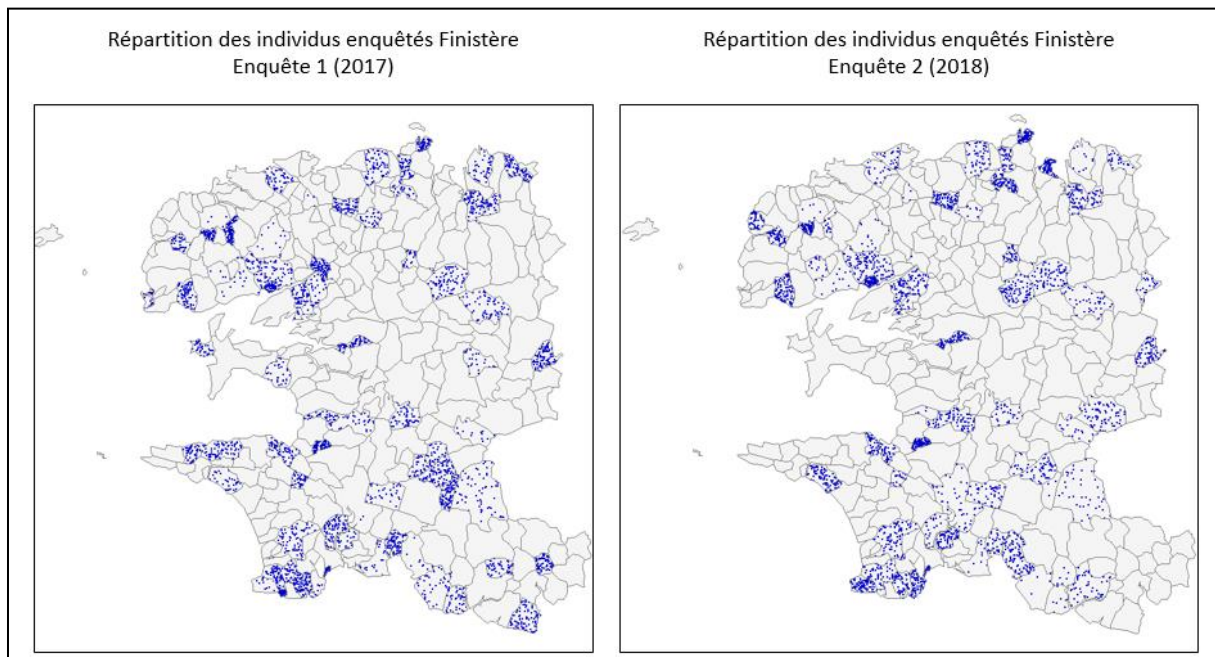 Répartition des individus enquêtés Finistère
Enquête 1 (2017)
Répartition des individus enquêtés Finistère
Enquête 2 (2018)